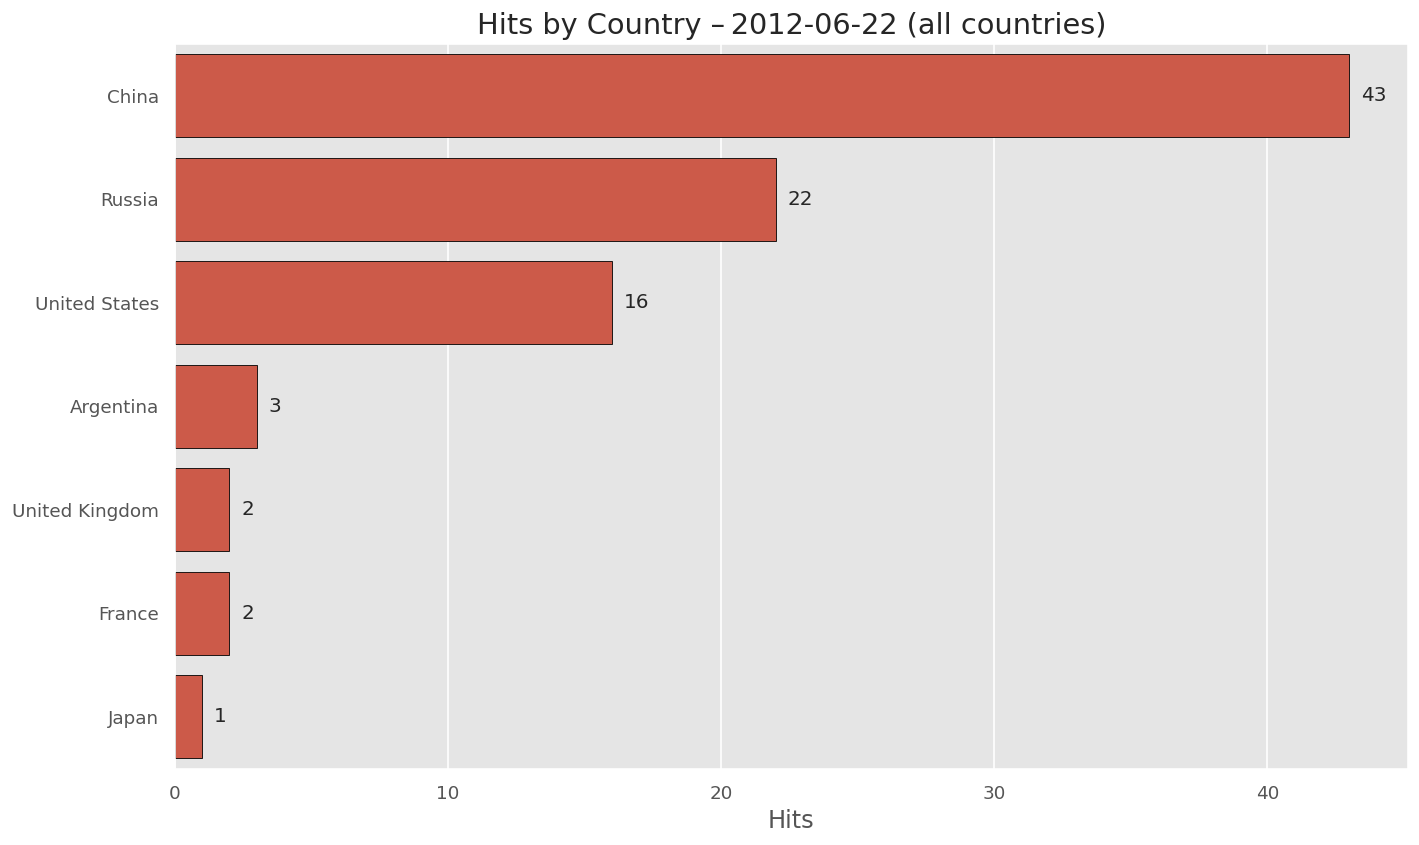 Hits by Country – 2012-06-22 (all countries)
China 43
Russia 22
United States 16
Argentina 3
United Kingdom 2
France 2
Japan 1
0 10 20 30 40
Hits